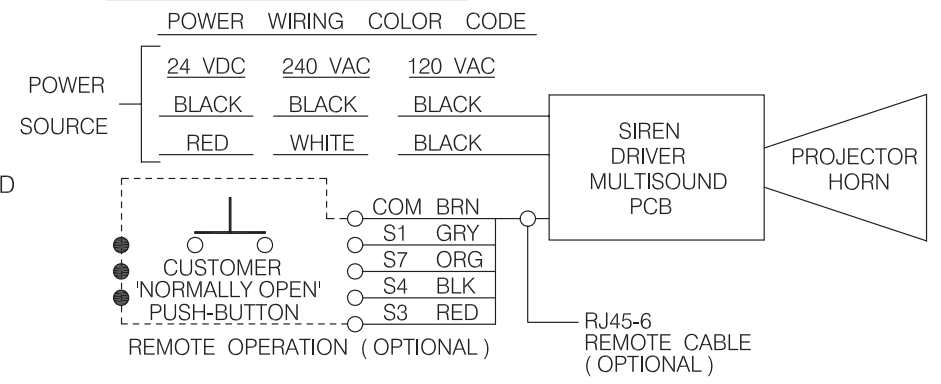 POWER WIRING COLOR CODE
24 VDC 240 VAC 120 VAC
POWER SOURCE
BLACK BLACK BLACK
RED WHITE BLACK
SIREN
DRIVER
MULTISOUND
PCB
PROJECTOR
HORN
D
COM BRN
S1 GRY
S7 ORG
S4 BLK
S3 RED
CUSTOMER
'NORMALLY OPEN'
PUSH-BUTTON
REMOTE OPERATION ( OPTIONAL )
RJ45-6
REMOTE CABLE
( OPTIONAL )